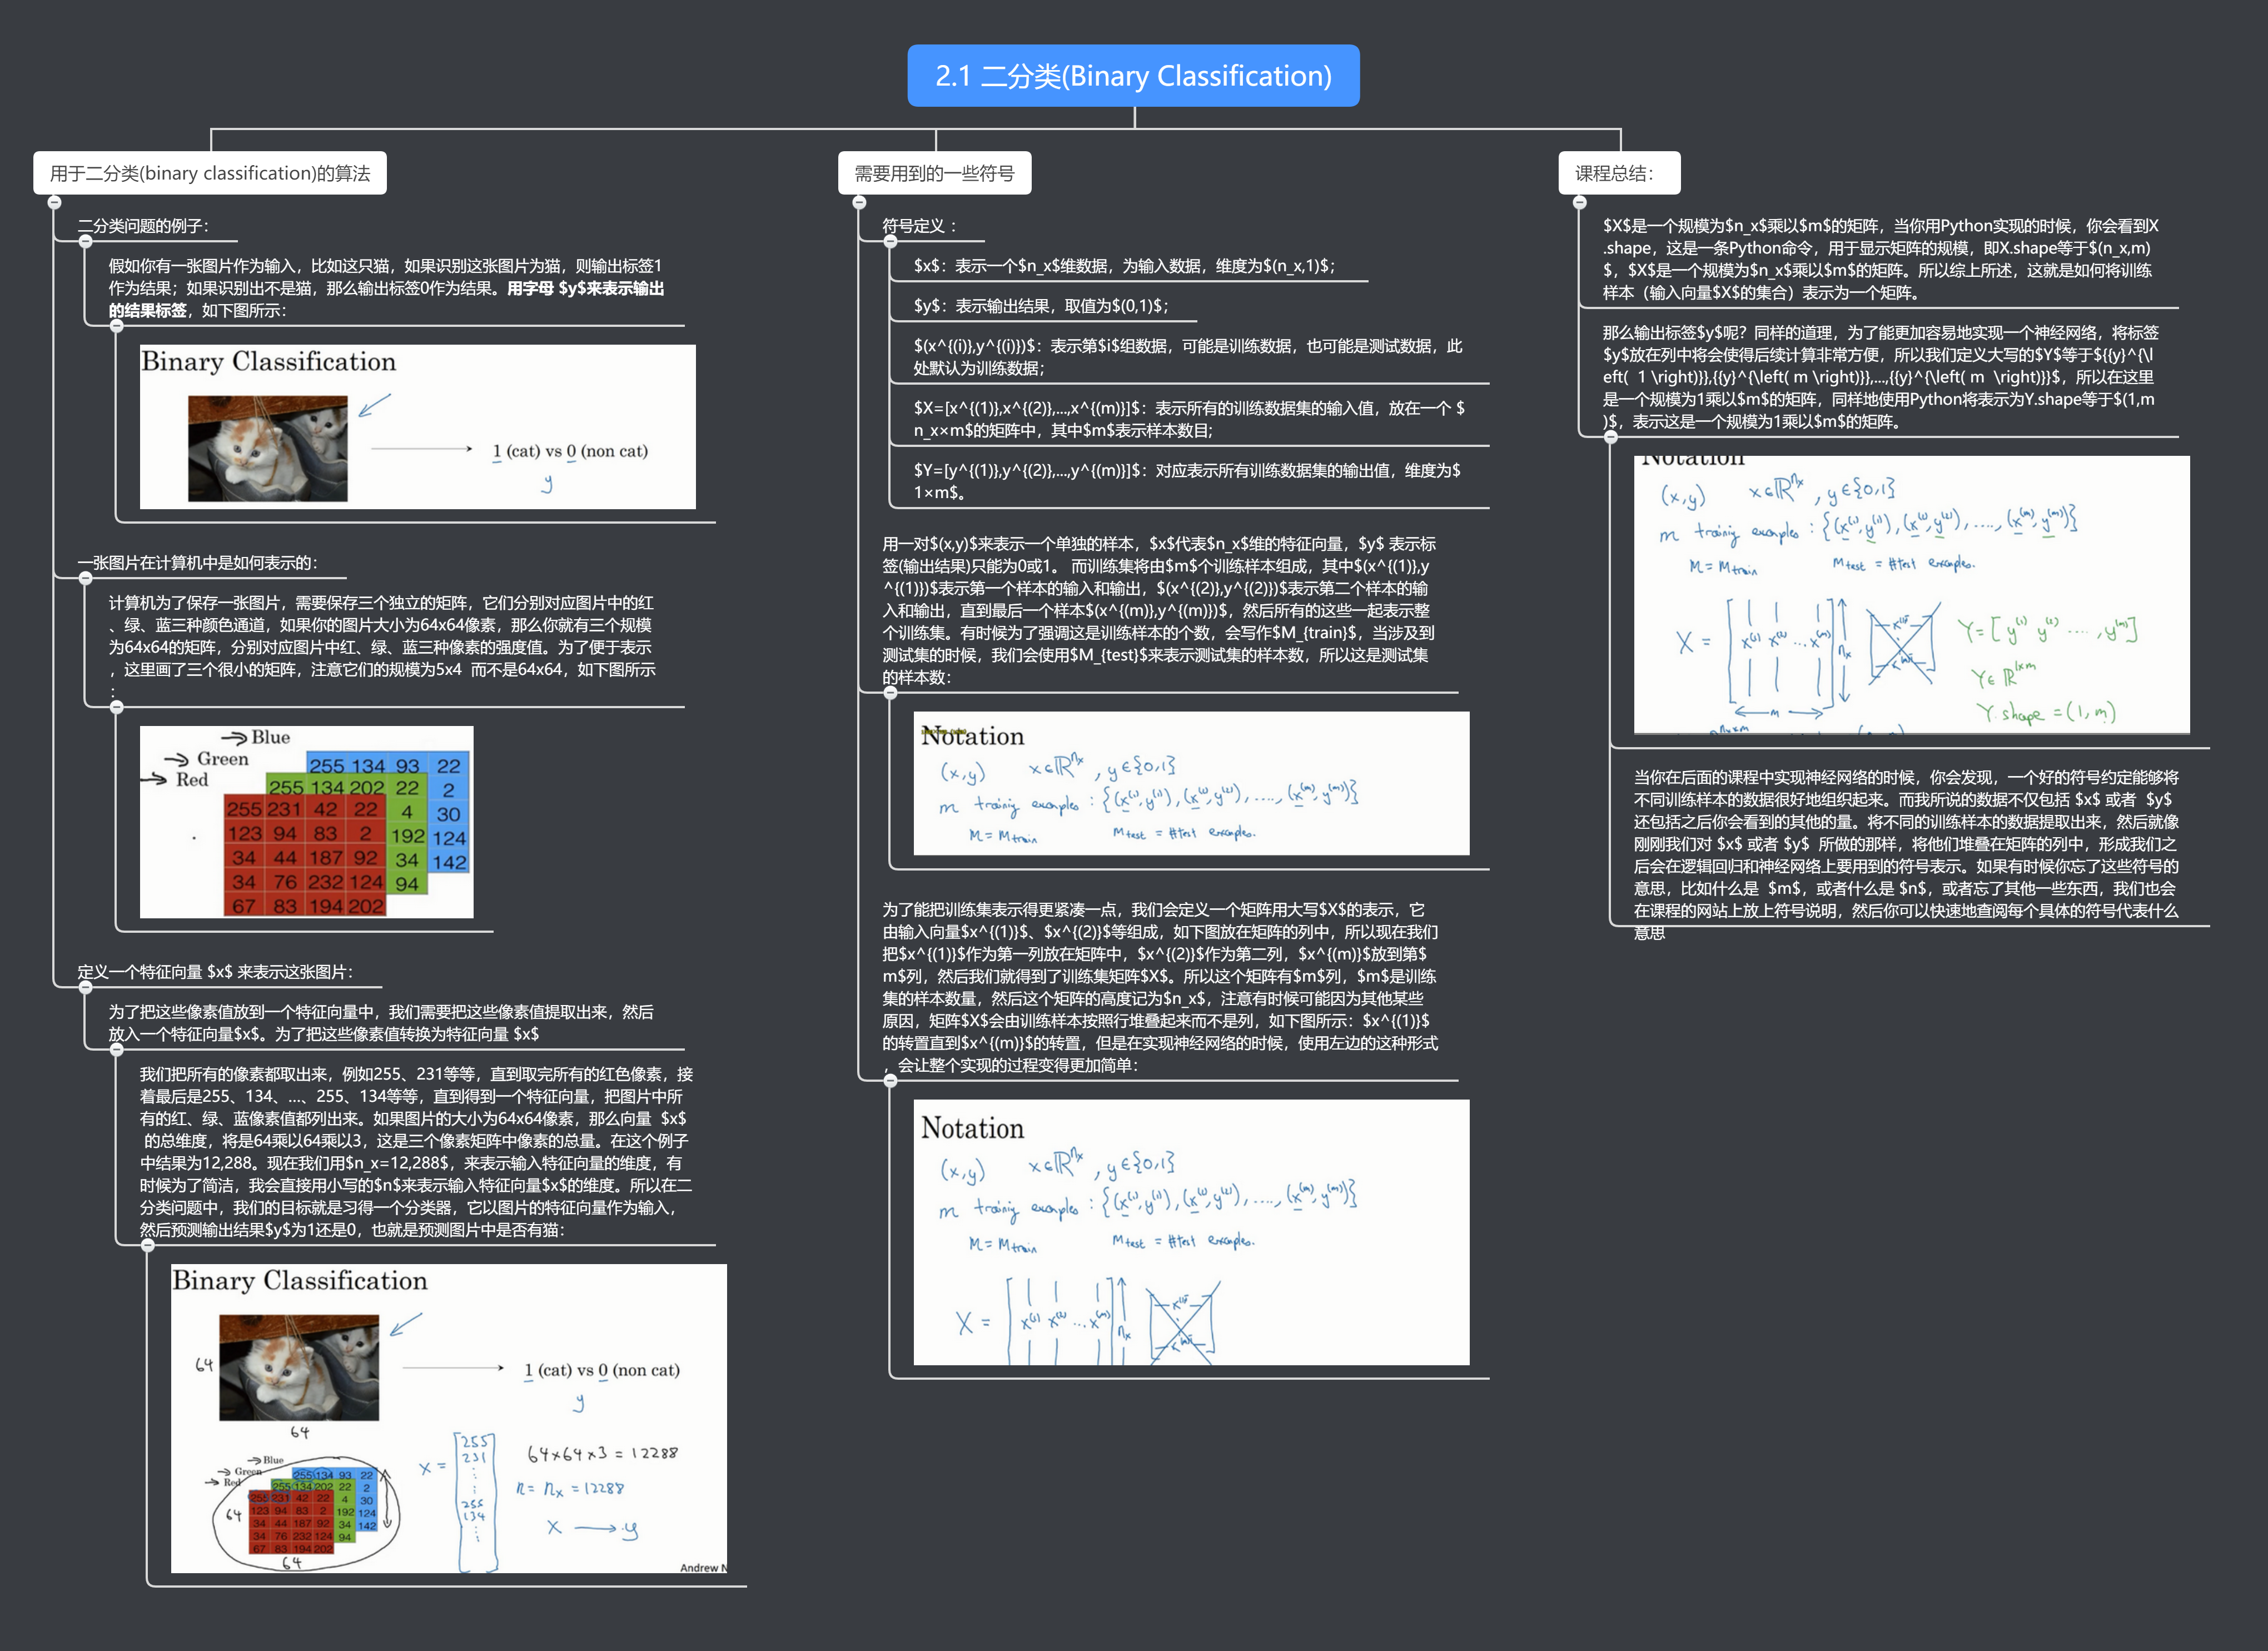 2.1 二分类(Binary Classification)
用于二分类(binary classification)的算法
二分类问题的例子：
假如你有一张图片作为输入，比如这只猫，如果识别这张图片为猫，则输出标签1
作为结果；如果识别出不是猫，那么输出标签0作为结果。用字母 $y$来表示输出
的结果标签，如下图所示：
Binary Classification
1 (cat) vs 0 (non cat)
y
一张图片在计算机中是如何表示的：
计算机为了保存一张图片，需要保存三个独立的矩阵，它们分别对应图片中的红
、绿、蓝三种颜色通道，如果你的图片大小为64x64像素，那么你就有三个规模
为64x64的矩阵，分别对应图片中红、绿、蓝三种像素的强度值。为了便于表示
，这里画了三个很小的矩阵，注意它们的规模为5x4  而不是64x64，如下图所示
：
Blue
Green
Red
255 134 93 22
255 134 202 22 2
255 231 42 22 4 30
123 94 83 2 192 124
34 44 187 92 34 142
34 76 232 124 94
67 83 194 202
定义一个特征向量 $x$ 来表示这张图片：
为了把这些像素值放到一个特征向量中，我们需要把这些像素值提取出来，然后
放入一个特征向量$x$。为了把这些像素值转换为特征向量 $x$
我们把所有的像素都取出来，例如255、231等等，直到取完所有的红色像素，接
着最后是255、134、…、255、134等等，直到得到一个特征向量，把图片中所
有的红、绿、蓝像素值都列出来。如果图片的大小为64x64像素，那么向量  $x$
的总维度，将是64乘以64乘以3，这是三个像素矩阵中像素的总量。在这个例子
中结果为12,288。现在我们用$n_x=12,288$，来表示输入特征向量的维度，有
时候为了简洁，我会直接用小写的$n$来表示输入特征向量$x$的维度。所以在二
分类问题中，我们的目标就是习得一个分类器，它以图片的特征向量作为输入，
然后预测输出结果$y$为1还是0，也就是预测图片中是否有猫：
Binary Classification
64
1 (cat) vs 0 (non cat)
y
64
Blue
Green
Red
255 134 93 22
255 134 202 22 2
255 231 42 22 4 30
123 94 83 2 192 124
34 44 187 92 34 142
34 76 232 124 94
67 83 194 202
64
64
x =
255
231
255
134
64×64×3 = 12288
n = nx = 12288
x → y
Andrew N
需要用到的一些符号
符号定义 ：
$x$：表示一个$n_x$维数据，为输入数据，维度为$(n_x,1)$；
$y$：表示输出结果，取值为$(0,1)$；
$(x^{(i)},y^{(i)})$：表示第$i$组数据，可能是训练数据，也可能是测试数据，此
处默认为训练数据；
$X=[x^{(1)},x^{(2)},...,x^{(m)}]$：表示所有的训练数据集的输入值，放在一个 $
n_x×m$的矩阵中，其中$m$表示样本数目;
$Y=[y^{(1)},y^{(2)},...,y^{(m)}]$：对应表示所有训练数据集的输出值，维度为$
1×m$。
用一对$(x,y)$来表示一个单独的样本，$x$代表$n_x$维的特征向量，$y$ 表示标
签(输出结果)只能为0或1。 而训练集将由$m$个训练样本组成，其中$(x^{(1)},y
^{(1)})$表示第一个样本的输入和输出，$(x^{(2)},y^{(2)})$表示第二个样本的输
入和输出，直到最后一个样本$(x^{(m)},y^{(m)})$，然后所有的这些一起表示整
个训练集。有时候为了强调这是训练样本的个数，会写作$M_{train}$，当涉及到
测试集的时候，我们会使用$M_{test}$来表示测试集的样本数，所以这是测试集
的样本数：
Notation
(x,y) x∈ℝ^nx , y∈{0,1}
m training examples : {(x^(1), y^(1)), (x^(2), y^(2)), ...., (x^(m), y^(m))}
M = M train M test = #test examples.
为了能把训练集表示得更紧凑一点，我们会定义一个矩阵用大写$X$的表示，它
由输入向量$x^{(1)}$、$x^{(2)}$等组成，如下图放在矩阵的列中，所以现在我们
把$x^{(1)}$作为第一列放在矩阵中，$x^{(2)}$作为第二列，$x^{(m)}$放到第$
m$列，然后我们就得到了训练集矩阵$X$。所以这个矩阵有$m$列，$m$是训练
集的样本数量，然后这个矩阵的高度记为$n_x$，注意有时候可能因为其他某些
原因，矩阵$X$会由训练样本按照行堆叠起来而不是列，如下图所示：$x^{(1)}$
的转置直到$x^{(m)}$的转置，但是在实现神经网络的时候，使用左边的这种形式
，会让整个实现的过程变得更加简单：
Notation
(x,y) x∈ℝ^nx , y∈{0,1}
m training examples : {(x^(1), y^(1)), (x^(2), y^(2)), ...., (x^(m), y^(m))}
M = M train M test = #test examples.
X = x^(1) x^(2) ... x^(m) nx
课程总结：
$X$是一个规模为$n_x$乘以$m$的矩阵，当你用Python实现的时候，你会看到X
.shape，这是一条Python命令，用于显示矩阵的规模，即X.shape等于$(n_x,m)
$，$X$是一个规模为$n_x$乘以$m$的矩阵。所以综上所述，这就是如何将训练
样本（输入向量$X$的集合）表示为一个矩阵。
那么输出标签$y$呢？同样的道理，为了能更加容易地实现一个神经网络，将标签
$y$放在列中将会使得后续计算非常方便，所以我们定义大写的$Y$等于${{y}^{\l
eft(  1 \right)}},{{y}^{\left( m \right)}},...,{{y}^{\left( m  \right)}}$，所以在这里
是一个规模为1乘以$m$的矩阵，同样地使用Python将表示为Y.shape等于$(1,m
)$，表示这是一个规模为1乘以$m$的矩阵。
Notation
(x,y) x∈ℝ^nx , y∈{0,1}
m training examples : {(x^(1), y^(1)), (x^(2), y^(2)), ...., (x^(m), y^(m))}
M = M train M test = #test examples.
X = x^(1) x^(2) ... x^(m) nx
m
Y = [y^(1) y^(2) .... , y^(m)]
Y∈ ℝ^1×m
Y.shape = (1, m)
当你在后面的课程中实现神经网络的时候，你会发现，一个好的符号约定能够将
不同训练样本的数据很好地组织起来。而我所说的数据不仅包括 $x$ 或者  $y$
还包括之后你会看到的其他的量。将不同的训练样本的数据提取出来，然后就像
刚刚我们对 $x$ 或者 $y$  所做的那样，将他们堆叠在矩阵的列中，形成我们之
后会在逻辑回归和神经网络上要用到的符号表示。如果有时候你忘了这些符号的
意思，比如什么是  $m$，或者什么是 $n$，或者忘了其他一些东西，我们也会
在课程的网站上放上符号说明，然后你可以快速地查阅每个具体的符号代表什么
意思